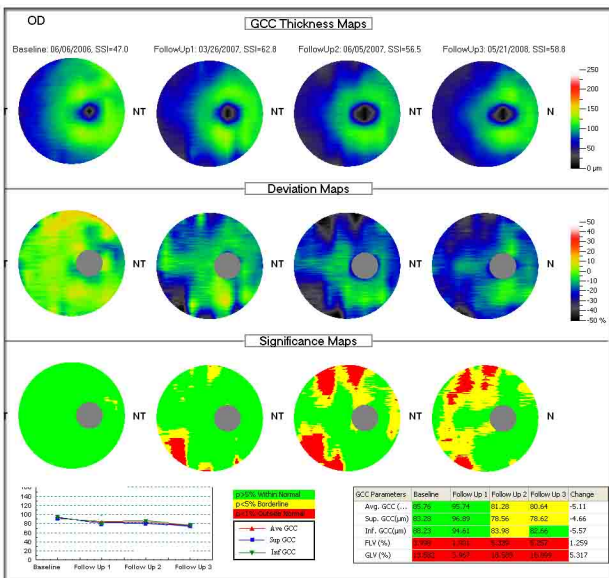 OD
GCC Thickness Maps
Baseline: 06/06/2006, SSI=47.0 FollowUp1: 03/26/2007, SSI=62.8 FollowUp2: 06/05/2007, SSI=56.5 FollowUp3: 05/21/2008, SSI=58.8
250
200
150
100
50
0 µm
T NT NT NT N
Deviation Maps
50
40
30
20
10
0
-10
-20
-30
-40
-50 %
T NT NT NT N
Significance Maps
T NT NT NT N
160
140
120
100
80
60
40
20
0
Baseline Follow Up 1 Follow Up 2 Follow Up 3
p>5% Within Normal
p<5% Borderline
p<1% Outside Normal
Ave GCC
Sup GCC
Inf GCC
GCC Parameters Baseline Follow Up 1 Follow Up 2 Follow Up 3 Change
Avg. GCC (... 85.76 95.74 81.28 80.64 -5.11
Sup. GCC(µm) 83.28 96.89 78.56 78.62 -4.66
Inf. GCC(µm) 88.23 94.61 83.98 82.66 -5.57
FLV (%) 1.259
GLV (%) 5.317